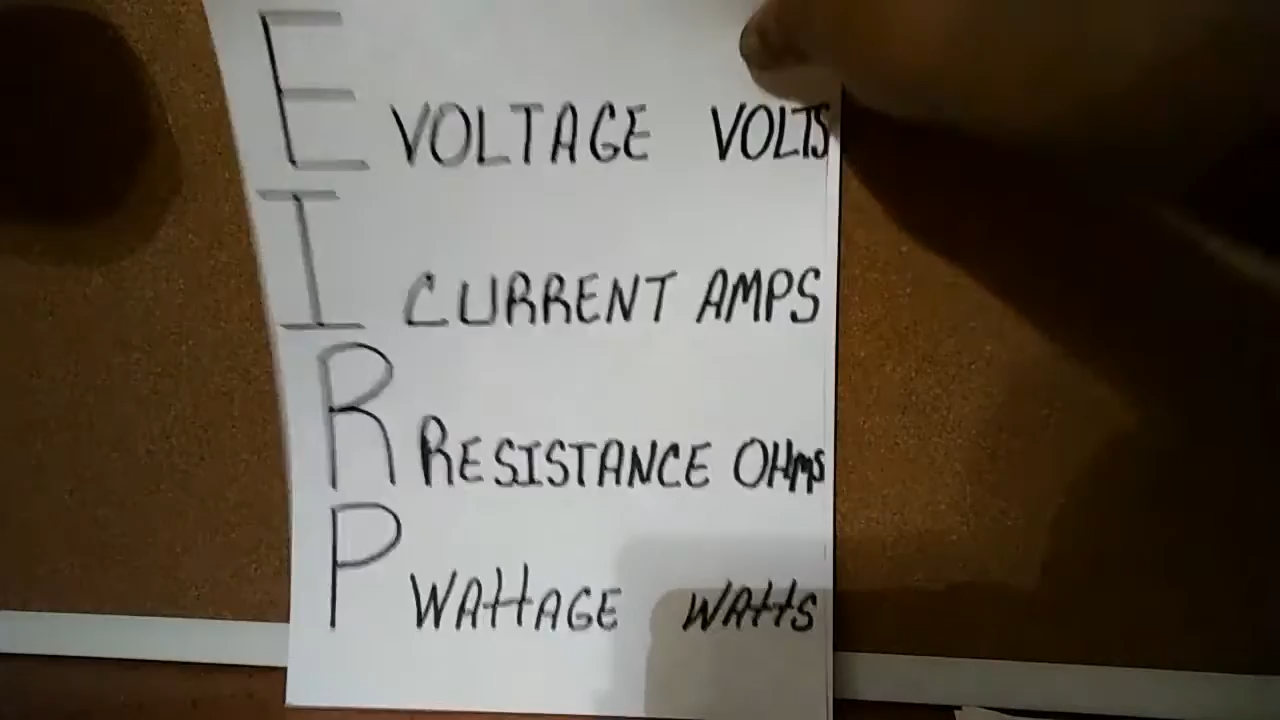 E VOLTAGE VOLTS
I CURRENT AMPS
R RESISTANCE OHms
P WAttAGE WAttS